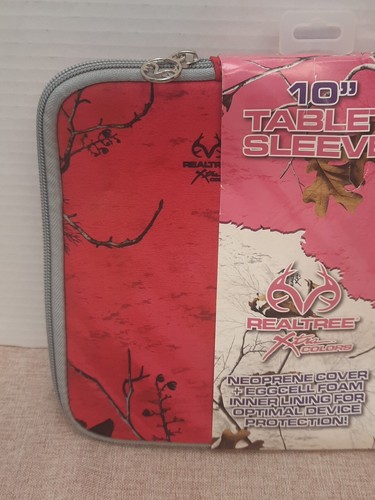 10"
TABLET
SLEEVE
REALTREE
Xtra
COLORS
REALTREE
Xtra
COLORS
NEOPRENE COVER
+ EGGCELL FOAM
INNER LINING FOR
OPTIMAL DEVICE
PROTECTION!